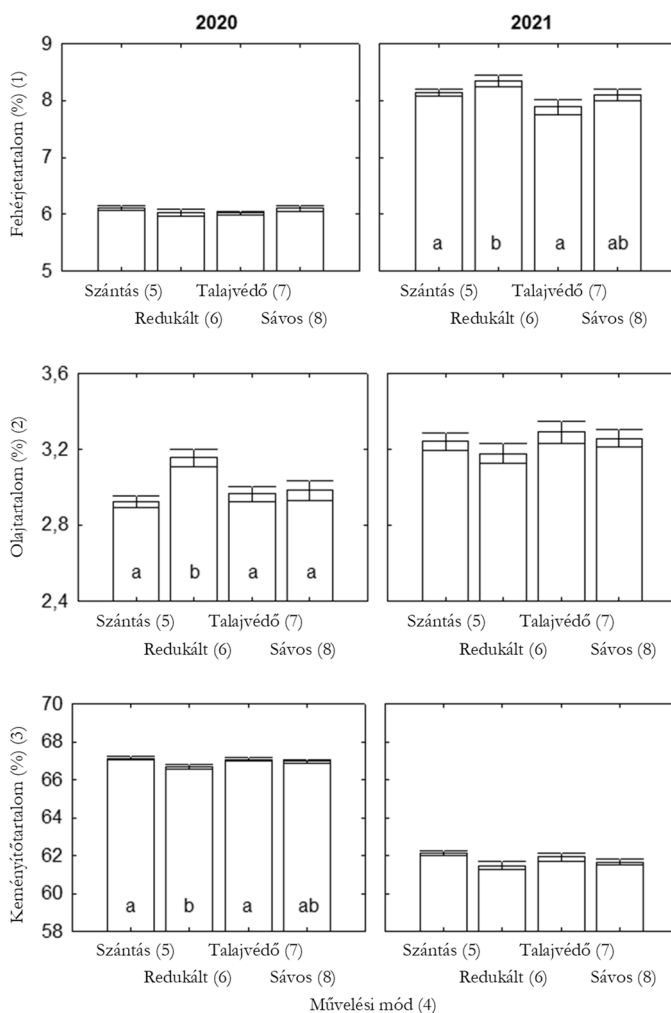 2020 2021
Fehérjetartalom (%) (1)
9
8
7
6
5
a b a ab
Szántás (5) Talajvédő (7) Szántás (5) Talajvédő (7)
Redukált (6) Sávos (8) Redukált (6) Sávos (8)
Olajtartalom (%) (2)
3,6
3,2
2,8
2,4
a b a a
Szántás (5) Talajvédő (7) Szántás (5) Talajvédő (7)
Redukált (6) Sávos (8) Redukált (6) Sávos (8)
Keményítőtartalom (%) (3)
70
68
66
64
62
60
58
a b a ab
Szántás (5) Talajvédő (7) Szántás (5) Talajvédő (7)
Redukált (6) Sávos (8) Redukált (6) Sávos (8)
Művelési mód (4)